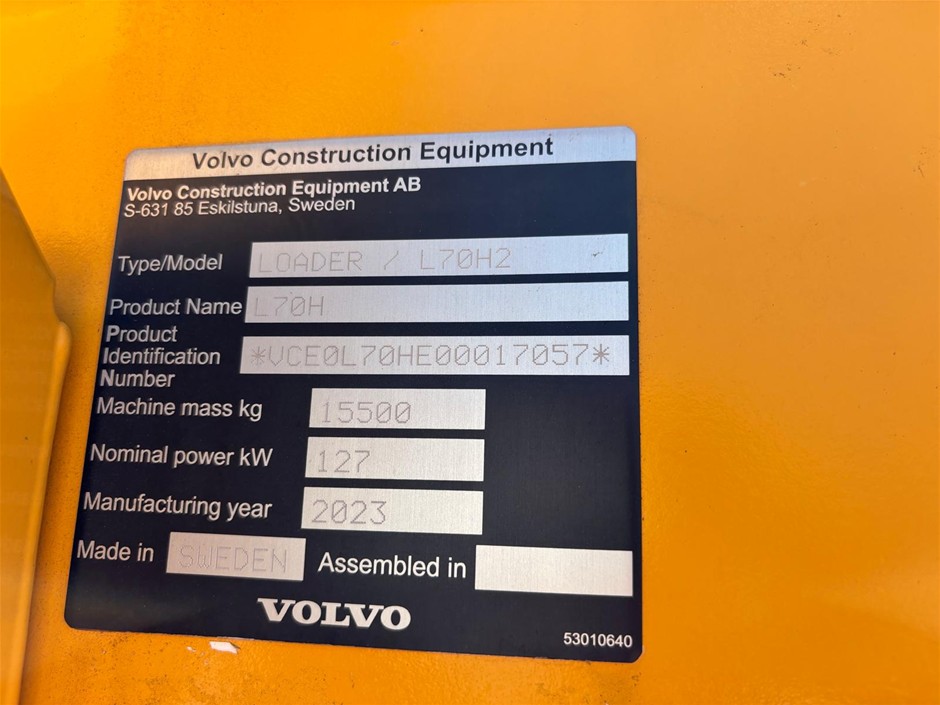 Volvo Construction Equipment
Volvo Construction Equipment AB
S-631 85 Eskilstuna, Sweden
Type/Model LOADER / L70H2
Product Name L70H
Product
Identification *VCE0L70HE00017057*
Number
Machine mass kg 15500
Nominal power kW 127
Manufacturing year 2023
Made in SWEDEN Assembled in
VOLVO
53010640